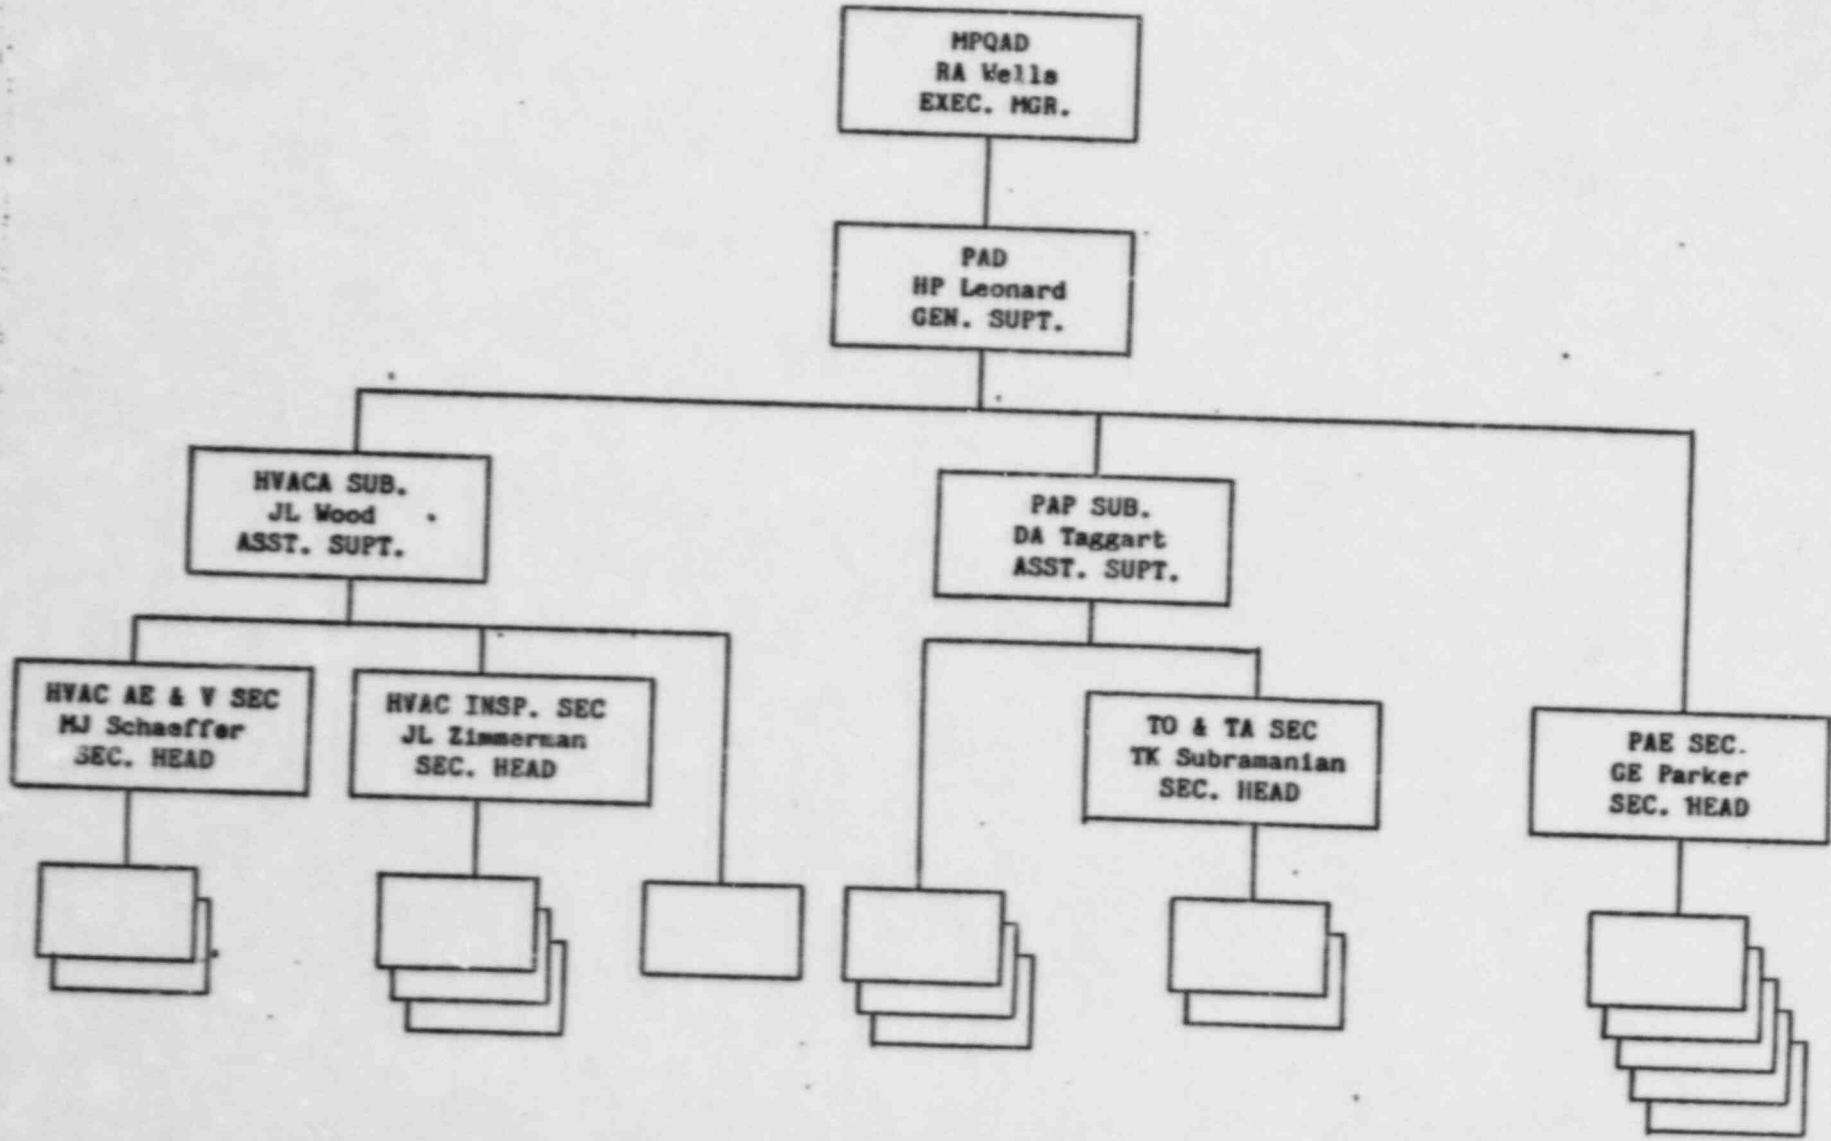 MPQAD
RA Wells
EXEC. MGR.
PAD
HP Leonard
GEN. SUPT.
HVACA SUB.
JL Wood
ASST. SUPT.
PAP SUB.
DA Taggart
ASST. SUPT.
HVAC AE & V SEC
MJ Schaeffer
SEC. HEAD
HVAC INSP. SEC
JL Zimmerman
SEC. HEAD
TO & TA SEC
TK Subramanian
SEC. HEAD
PAE SEC.
GE Parker
SEC. HEAD